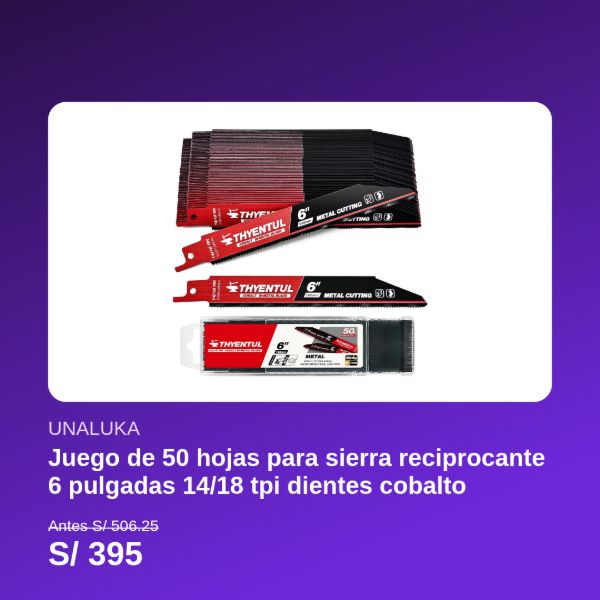 THYENTUL
6"
METAL CUTTING
THYENTUL
6"
METAL CUTTING
THYENTUL
6"
METAL
50
UNALUKA
Juego de 50 hojas para sierra reciprocante
6 pulgadas 14/18 tpi dientes cobalto
Antes S/ 506.25
S/ 395